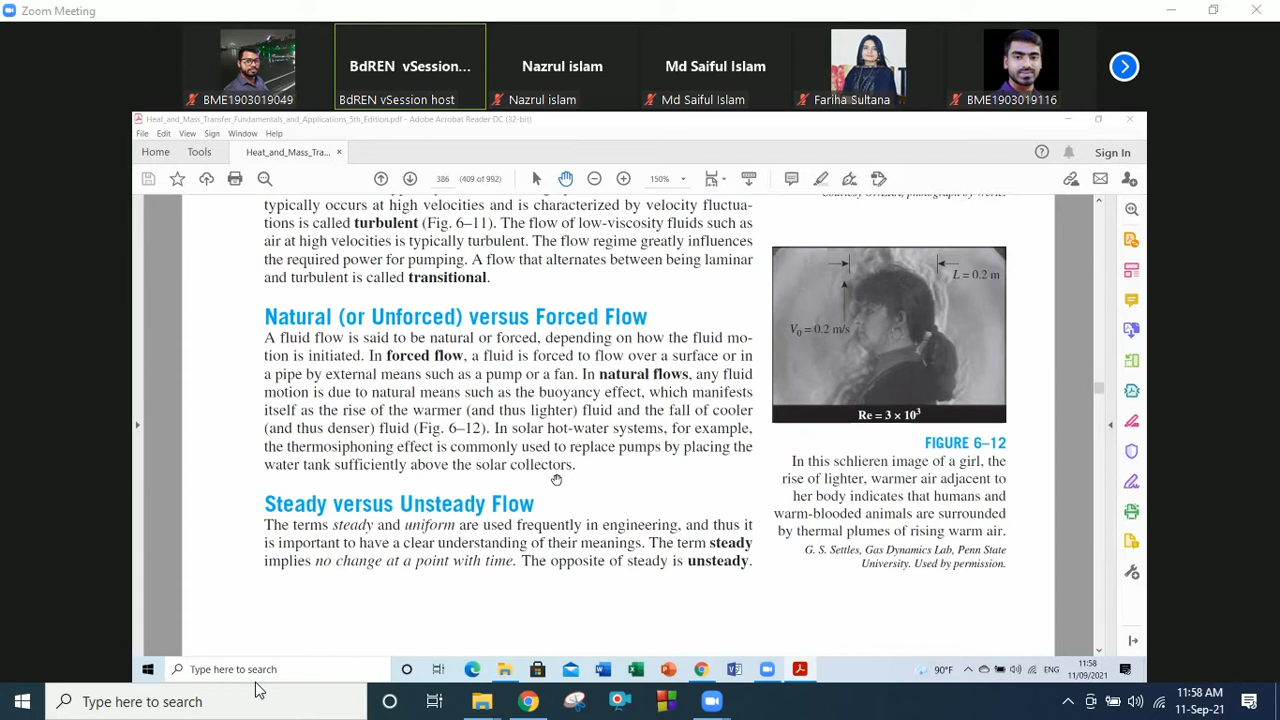 Zoom Meeting
BdREN vSession...
Nazrul islam
Md Saiful Islam
BME1903019049
BdREN vSession host
Nazrul islam
Md Saiful Islam
Fariha Sultana
BME1903019116
Heat_and_Mass_Transfer_Fundamentals_and_Applications_5th_Edition.pdf - Adobe Acrobat Reader DC (32-bit)
File Edit View Sign Window Help
Home Tools Heat_and_Mass_Tra... × Sign In
386 (409 of 992) 150%
typically occurs at high velocities and is characterized by velocity fluctua-
tions is called turbulent (Fig. 6–11). The flow of low-viscosity fluids such as
air at high velocities is typically turbulent. The flow regime greatly influences
the required power for pumping. A flow that alternates between being laminar
and turbulent is called transitional.
Natural (or Unforced) versus Forced Flow
A fluid flow is said to be natural or forced, depending on how the fluid mo-
tion is initiated. In forced flow, a fluid is forced to flow over a surface or in
a pipe by external means such as a pump or a fan. In natural flows, any fluid
motion is due to natural means such as the buoyancy effect, which manifests
itself as the rise of the warmer (and thus lighter) fluid and the fall of cooler
(and thus denser) fluid (Fig. 6–12). In solar hot-water systems, for example,
the thermosiphoning effect is commonly used to replace pumps by placing the
water tank sufficiently above the solar collectors.
Steady versus Unsteady Flow
The terms steady and uniform are used frequently in engineering, and thus it
is important to have a clear understanding of their meanings. The term steady
implies no change at a point with time. The opposite of steady is unsteady.
L = 0.2 m
V0 = 0.2 m/s
Re = 3 × 10³
FIGURE 6–12
In this schlieren image of a girl, the
rise of lighter, warmer air adjacent to
her body indicates that humans and
warm-blooded animals are surrounded
by thermal plumes of rising warm air.
G. S. Settles, Gas Dynamics Lab, Penn State
University. Used by permission.
Type here to search
90°F
ENG
11:58
11/09/2021
Type here to search
11:58 AM
11-Sep-21